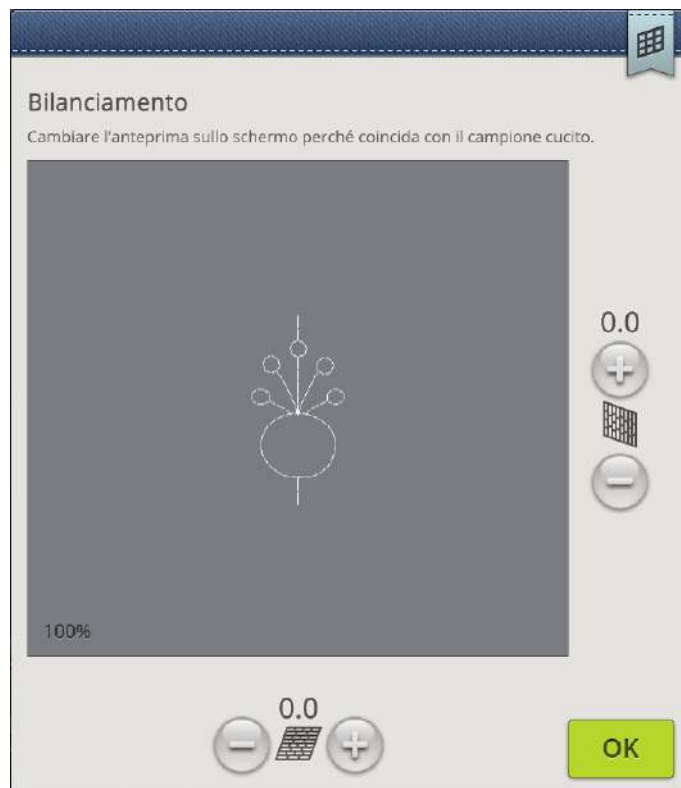 Bilanciamento
Cambiare l'anteprima sullo schermo perché coincida con il campione cucito.
0.0
100%
0.0
OK